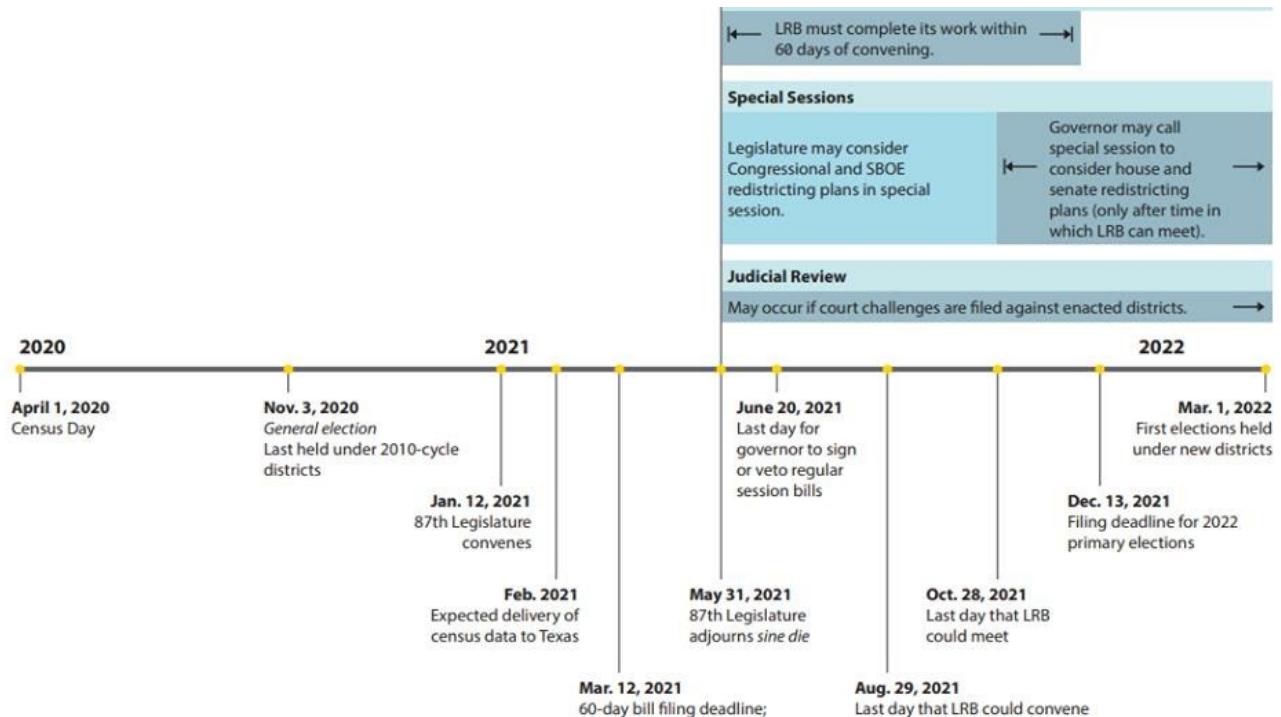 LRB must complete its work within
60 days of convening.
Special Sessions
Legislature may consider
Congressional and SBOE
redistricting plans in special
session.
Governor may call
special session to
consider house and
senate redistricting
plans (only after time in
which LRB can meet).
Judicial Review
May occur if court challenges are filed against enacted districts.
2020
2021
2022
April 1, 2020
Census Day
Nov. 3, 2020
General election
Last held under 2010-cycle
districts
Jan. 12, 2021
87th Legislature
convenes
Feb. 2021
Expected delivery of
census data to Texas
Mar. 12, 2021
60-day bill filing deadline;
May 31, 2021
87th Legislature
adjourns sine die
June 20, 2021
Last day for
governor to sign
or veto regular
session bills
Aug. 29, 2021
Last day that LRB could convene
Oct. 28, 2021
Last day that LRB
could meet
Dec. 13, 2021
Filing deadline for 2022
primary elections
Mar. 1, 2022
First elections held
under new districts